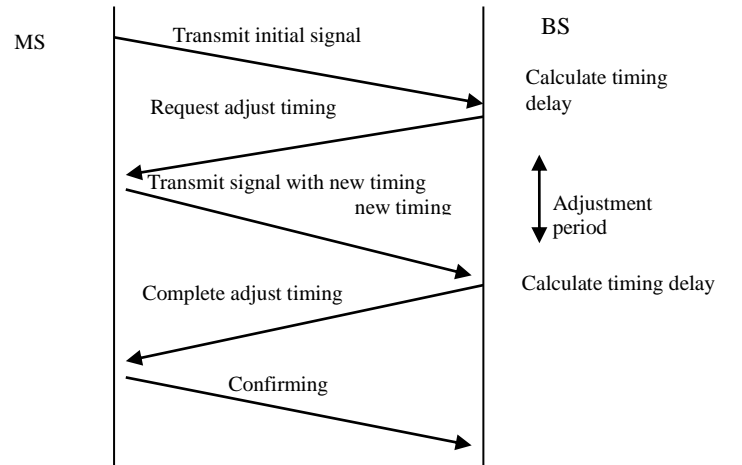 MS
BS
Transmit initial signal
Calculate timing
delay
Request adjust timing
Transmit signal with new timing
new timing
Adjustment
period
Calculate timing delay
Complete adjust timing
Confirming